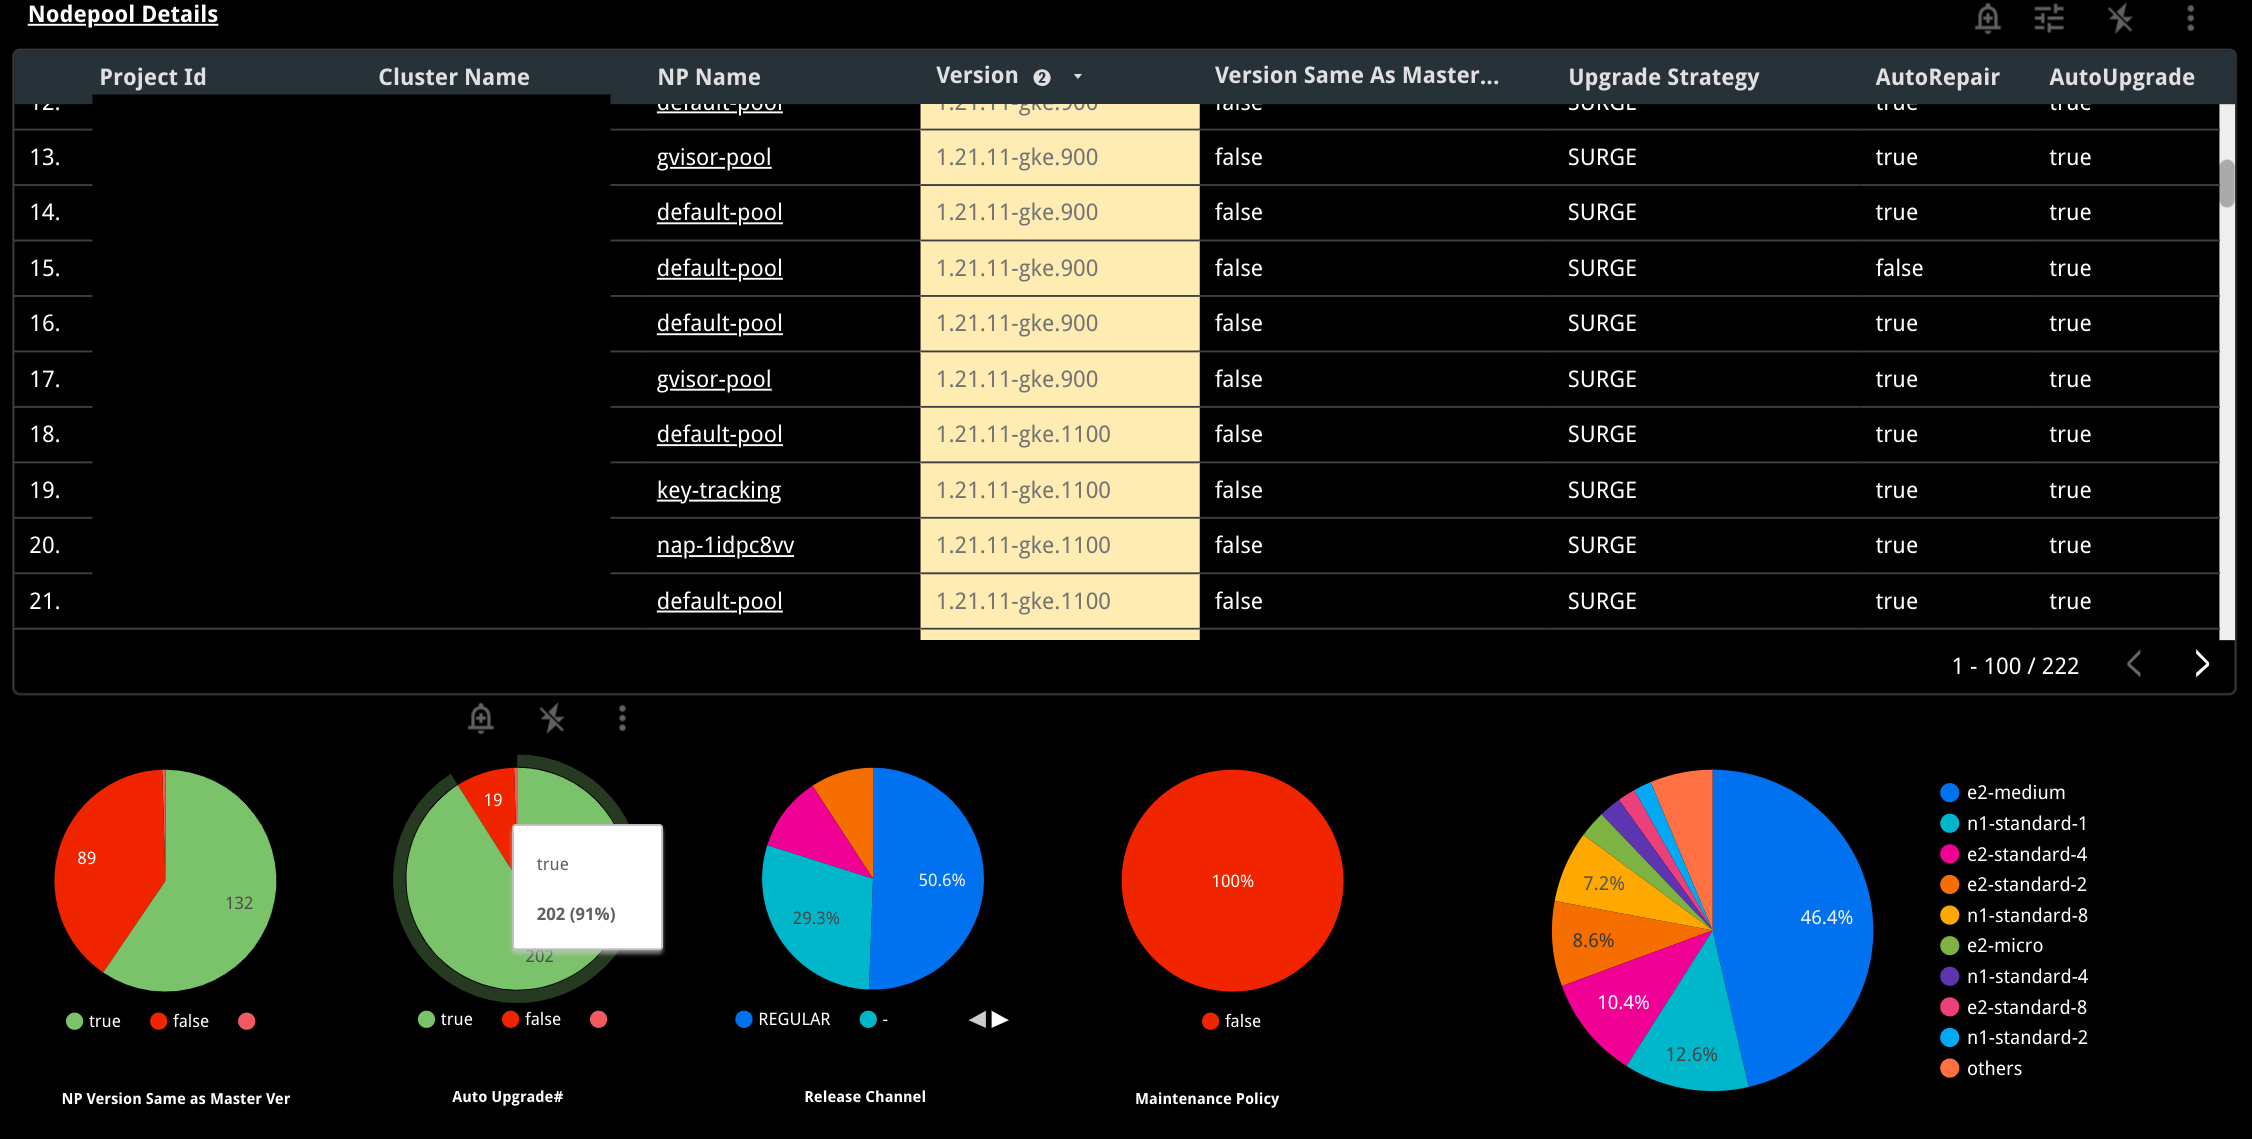 Nodepool Details
Project Id Cluster Name NP Name Version 2 Version Same As Master... Upgrade Strategy AutoRepair AutoUpgrade
12. default-pool 1.21.11-gke.900 false SURGE true true
13. gvisor-pool 1.21.11-gke.900 false SURGE true true
14. default-pool 1.21.11-gke.900 false SURGE true true
15. default-pool 1.21.11-gke.900 false SURGE false true
16. default-pool 1.21.11-gke.900 false SURGE true true
17. gvisor-pool 1.21.11-gke.900 false SURGE true true
18. default-pool 1.21.11-gke.1100 false SURGE true true
19. key-tracking 1.21.11-gke.1100 false SURGE true true
20. nap-1idpc8vv 1.21.11-gke.1100 false SURGE true true
21. default-pool 1.21.11-gke.1100 false SURGE true true
1 - 100 / 222
89
132
true false
NP Version Same as Master Ver
19
true
202 (91%)
202
true false
Auto Upgrade#
50.6%
29.3%
REGULAR -
Release Channel
100%
false
Maintenance Policy
46.4%
12.6%
10.4%
8.6%
7.2%
e2-medium
n1-standard-1
e2-standard-4
e2-standard-2
n1-standard-8
e2-micro
n1-standard-4
e2-standard-8
n1-standard-2
others